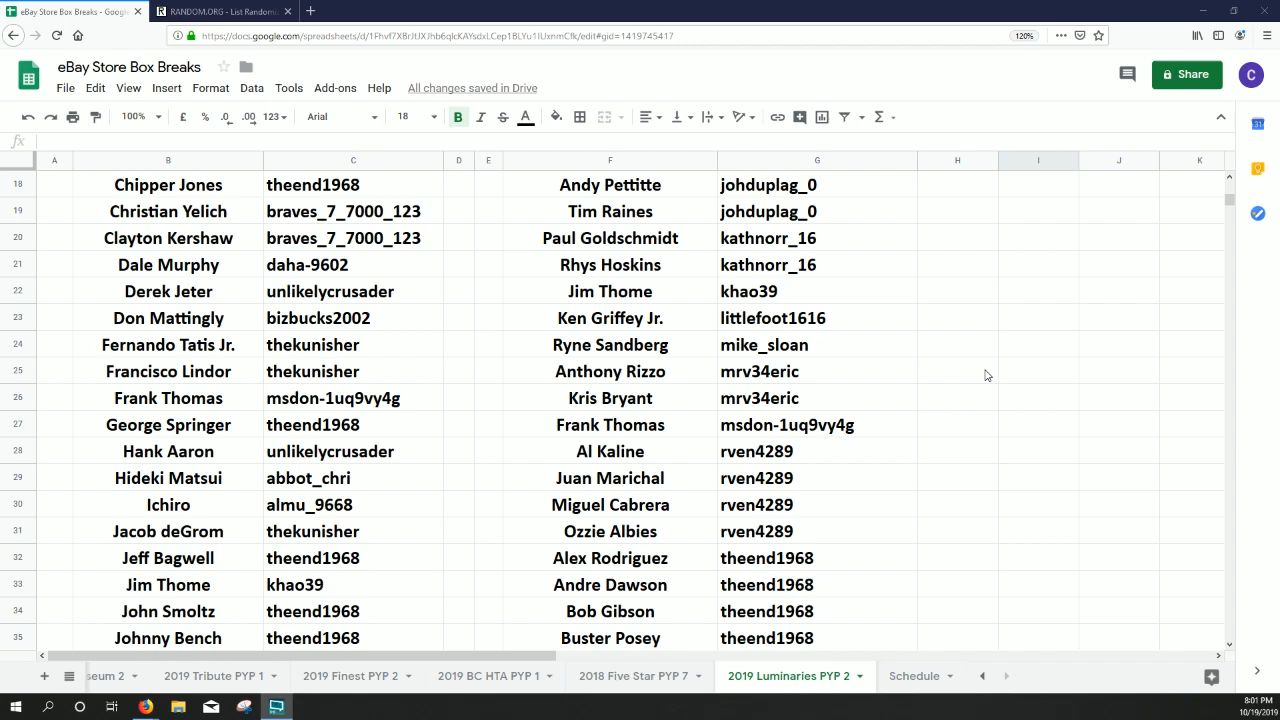 eBay Store Box Breaks - Google
RANDOM.ORG - List Randomi
https://docs.google.com/spreadsheets/d/1Fhvf7XBrJtJXJhb6qlcKAYsdxLCep1BLYu1IUxnmCfk/edit#gid=1419745417
120%
eBay Store Box Breaks
File Edit View Insert Format Data Tools Add-ons Help All changes saved in Drive
Share
C
100% £ % .0 .00 123 Arial 18 B I S A
fx
A B C D E F G H I J K
18 Chipper Jones theend1968 Andy Pettitte johduplag_0
19 Christian Yelich braves_7_7000_123 Tim Raines johduplag_0
20 Clayton Kershaw braves_7_7000_123 Paul Goldschmidt kathnorr_16
21 Dale Murphy daha-9602 Rhys Hoskins kathnorr_16
22 Derek Jeter unlikelycrusader Jim Thome khao39
23 Don Mattingly bizbucks2002 Ken Griffey Jr. littlefoot1616
24 Fernando Tatis Jr. thekunisher Ryne Sandberg mike_sloan
25 Francisco Lindor thekunisher Anthony Rizzo mrv34eric
26 Frank Thomas msdon-1uq9vy4g Kris Bryant mrv34eric
27 George Springer theend1968 Frank Thomas msdon-1uq9vy4g
28 Hank Aaron unlikelycrusader Al Kaline rven4289
29 Hideki Matsui abbot_chri Juan Marichal rven4289
30 Ichiro almu_9668 Miguel Cabrera rven4289
31 Jacob deGrom thekunisher Ozzie Albies rven4289
32 Jeff Bagwell theend1968 Alex Rodriguez theend1968
33 Jim Thome khao39 Andre Dawson theend1968
34 John Smoltz theend1968 Bob Gibson theend1968
35 Johnny Bench theend1968 Buster Posey theend1968
seum 2 2019 Tribute PYP 1 2019 Finest PYP 2 2019 BC HTA PYP 1 2018 Five Star PYP 7 2019 Luminaries PYP 2 Schedule
8:01 PM
10/19/2019